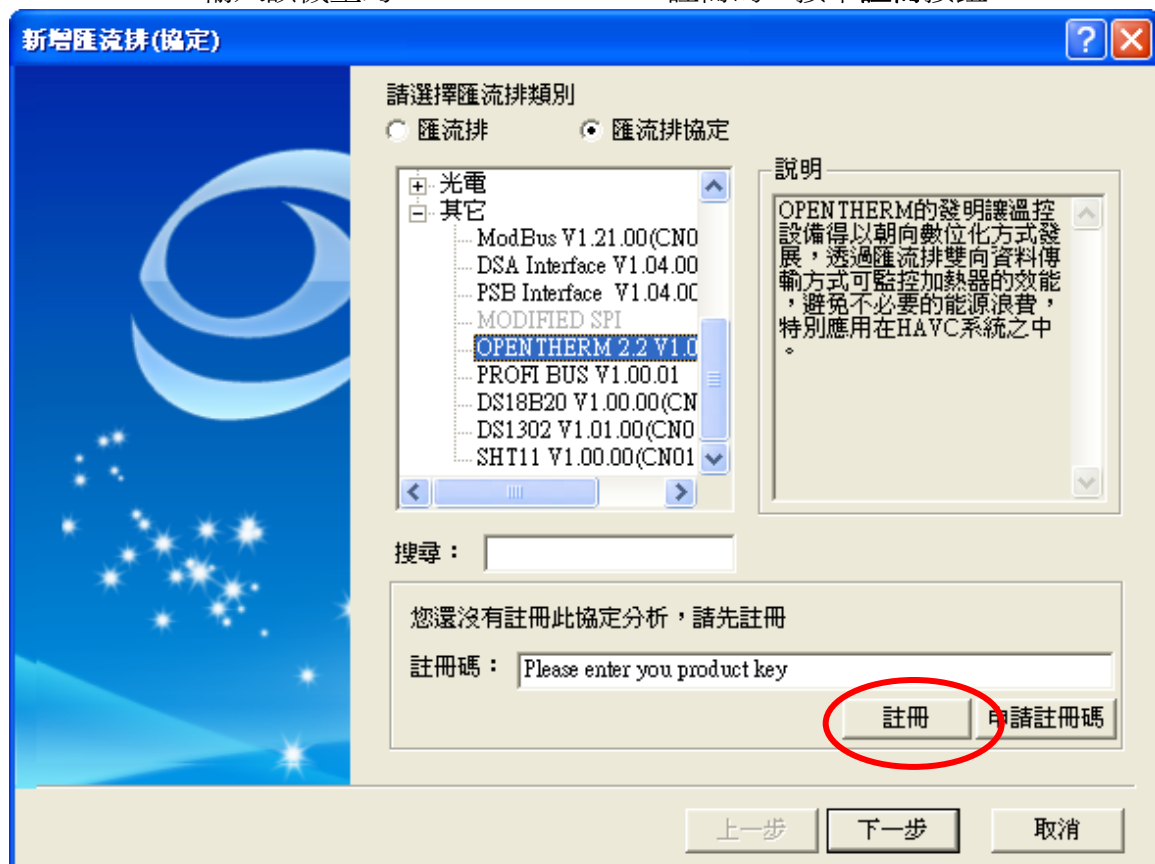 新增匯流排(協定)
請選擇匯流排類別
匯流排
匯流排協定
光電
其它
ModBus V1.21.00(CN0
DSA Interface V1.04.00
PSB Interface V1.04.0
MODIFIED SPI
OPENTHERM 2.2 V1.0
PROFI BUS V1.00.01
DS18B20 V1.00.00(CN
DS1302 V1.01.00(CN0
SHT11 V1.00.00(CN01
說明
OPENTHERM的發明讓溫控
設備得以朝向數位化方式發
展，透過匯流排雙向資料傳
輸方式可監控加熱器的效能
，避免不必要的能源浪費，
特別應用在HAVC系統之中
。
搜尋：
您還沒有註冊此協定分析，請先註冊
註冊碼：
Please enter you product key
註冊
申請註冊碼
上一步
下一步
取消